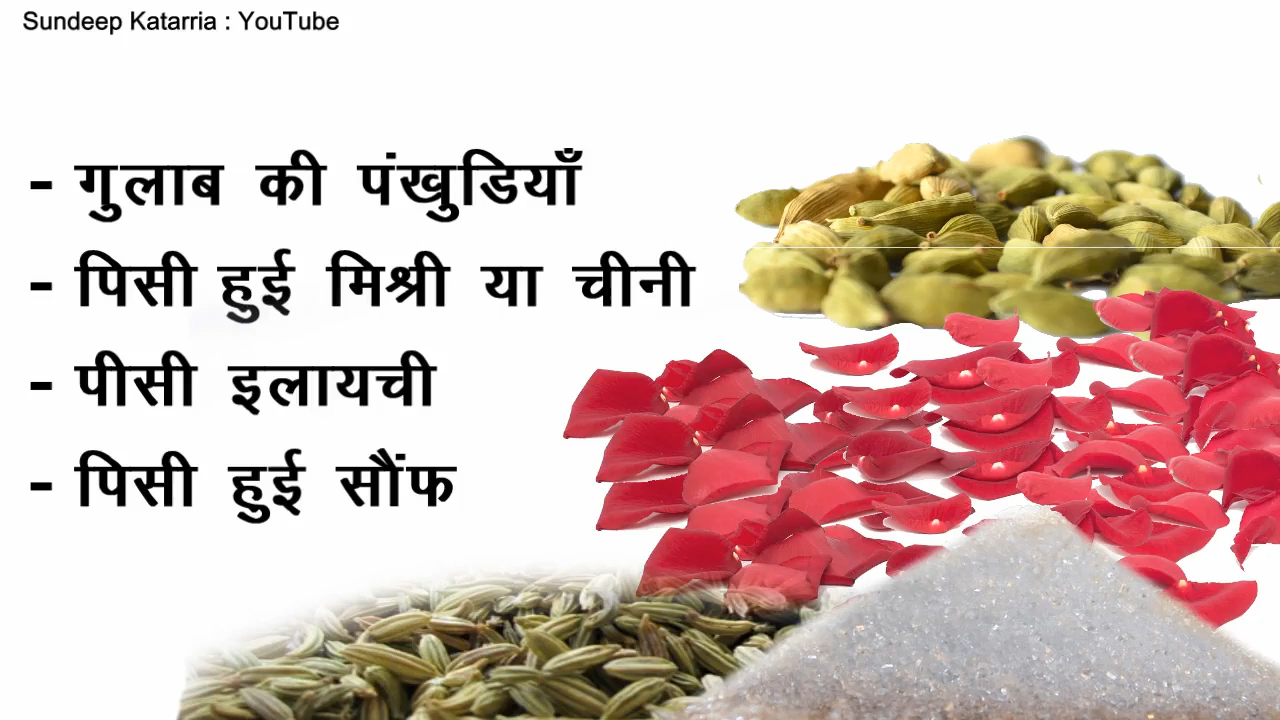 Sundeep Katarria : YouTube
- गुलाब की पंखुडियाँ
- पिसी हुई मिश्री या चीनी
- पीसी इलायची
- पिसी हुई सौंफ